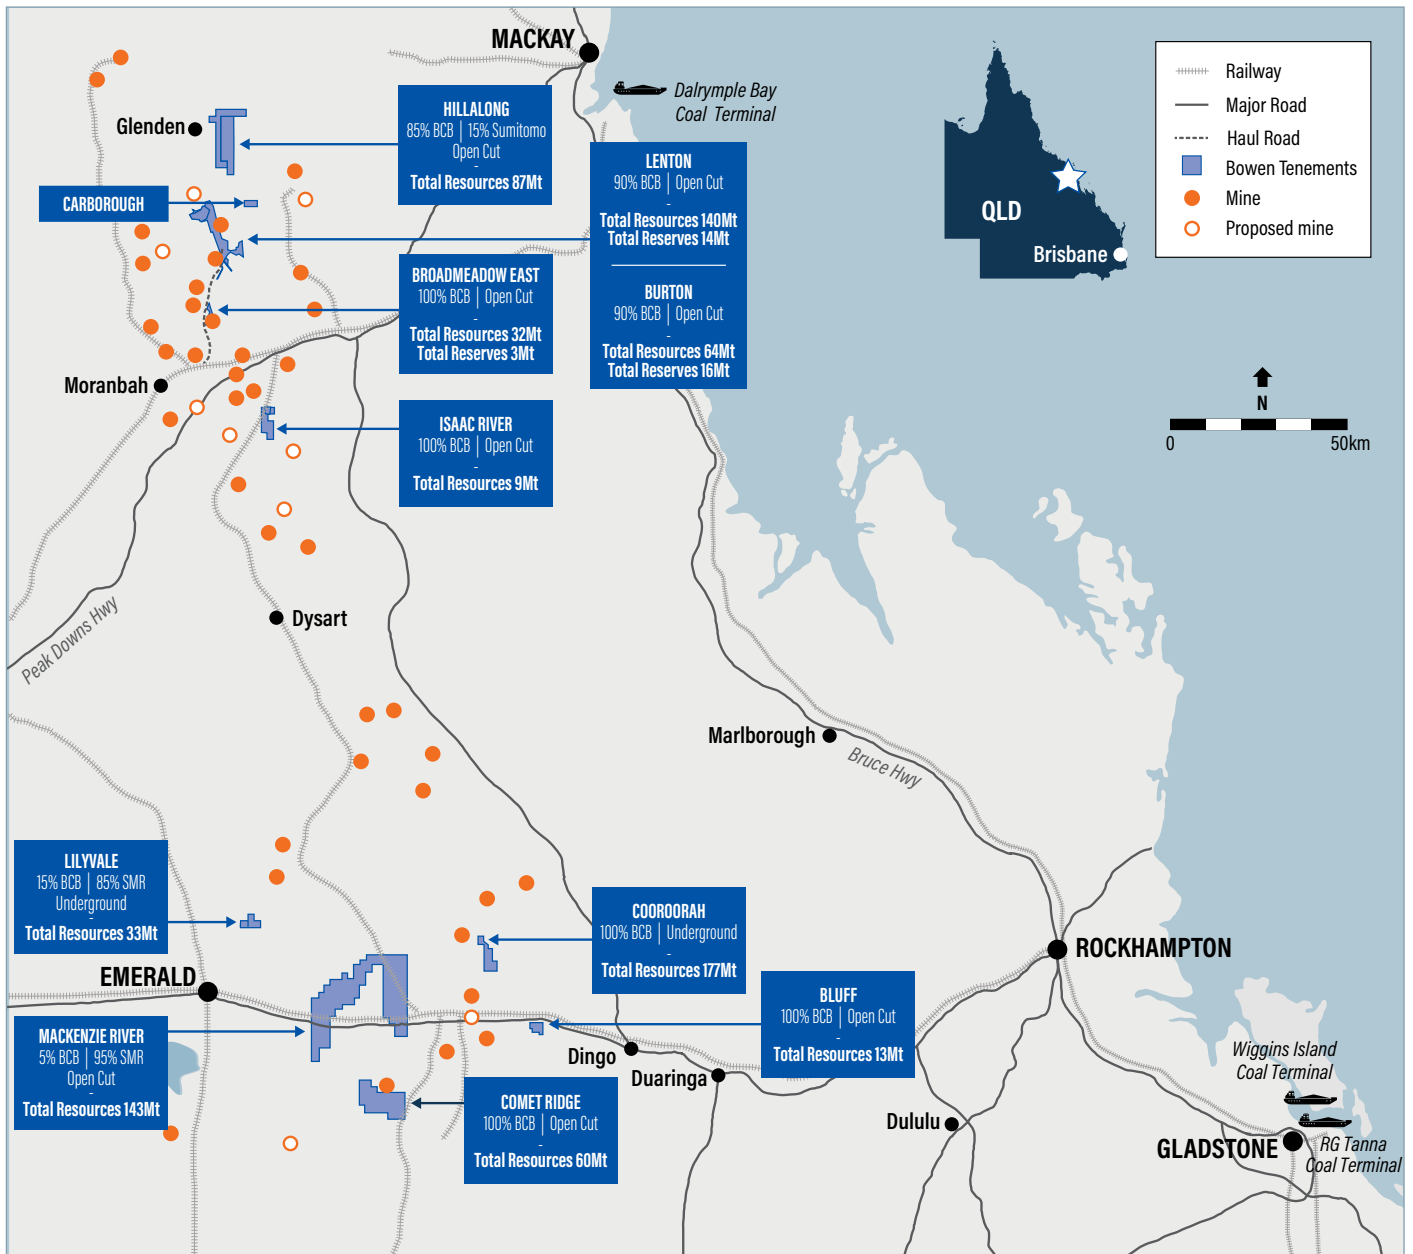 MACKAY
Dalrymple Bay
Coal Terminal
Glenden
HILLALONG
85% BCB | 15% Sumitomo
Open Cut
-
Total Resources 87Mt
CARBOROUGH
LENTON
90% BCB | Open Cut
-
Total Resources 140Mt
Total Reserves 14Mt
BURTON
90% BCB | Open Cut
-
Total Resources 64Mt
Total Reserves 16Mt
BROADMEADOW EAST
100% BCB | Open Cut
-
Total Resources 32Mt
Total Reserves 3Mt
Moranbah
ISAAC RIVER
100% BCB | Open Cut
-
Total Resources 9Mt
QLD
Brisbane
Railway
Major Road
Haul Road
Bowen Tenements
Mine
Proposed mine
N
0
50km
Peak Downs Hwy
Dysart
Marlborough
Bruce Hwy
LILYVALE
15% BCB | 85% SMR
Underground
-
Total Resources 33Mt
EMERALD
COOROORAH
100% BCB | Underground
-
Total Resources 177Mt
ROCKHAMPTON
BLUFF
100% BCB | Open Cut
-
Total Resources 13Mt
MACKENZIE RIVER
5% BCB | 95% SMR
Open Cut
-
Total Resources 143Mt
Dingo
Duaringa
COMET RIDGE
100% BCB | Open Cut
-
Total Resources 60Mt
Dululu
Wiggins Island
Coal Terminal
GLADSTONE
RG Tanna
Coal Terminal